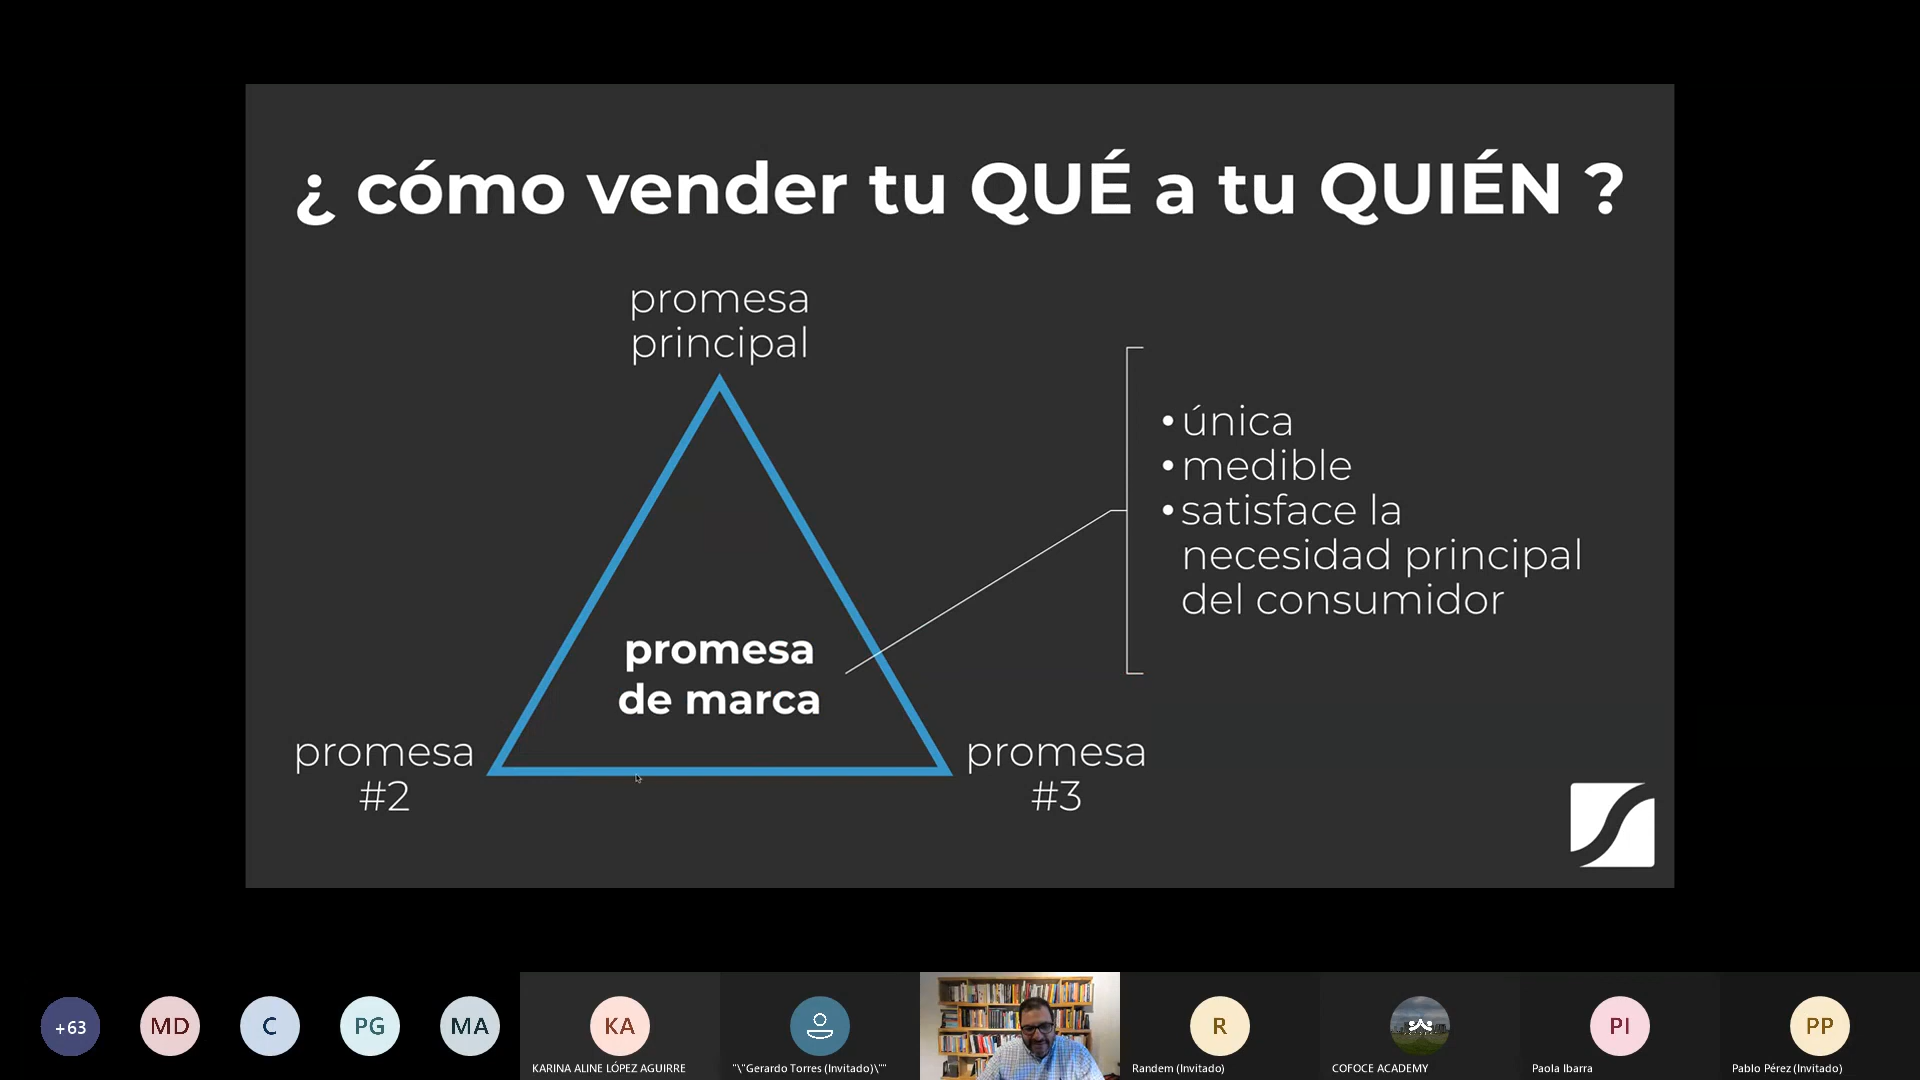 ¿ cómo vender tu QUÉ a tu QUIÉN ?
promesa
principal
• única
• medible
• satisface la
necesidad principal
del consumidor
promesa
de marca
promesa
#2
promesa
#3
+63
MD
C
PG
MA
KA
KARINA ALINE LÓPEZ AGUIRRE
"\"Gerardo Torres (Invitado)\""
R
Randem (Invitado)
COFOCE ACADEMY
PI
Paola Ibarra
PP
Pablo Pérez (Invitado)